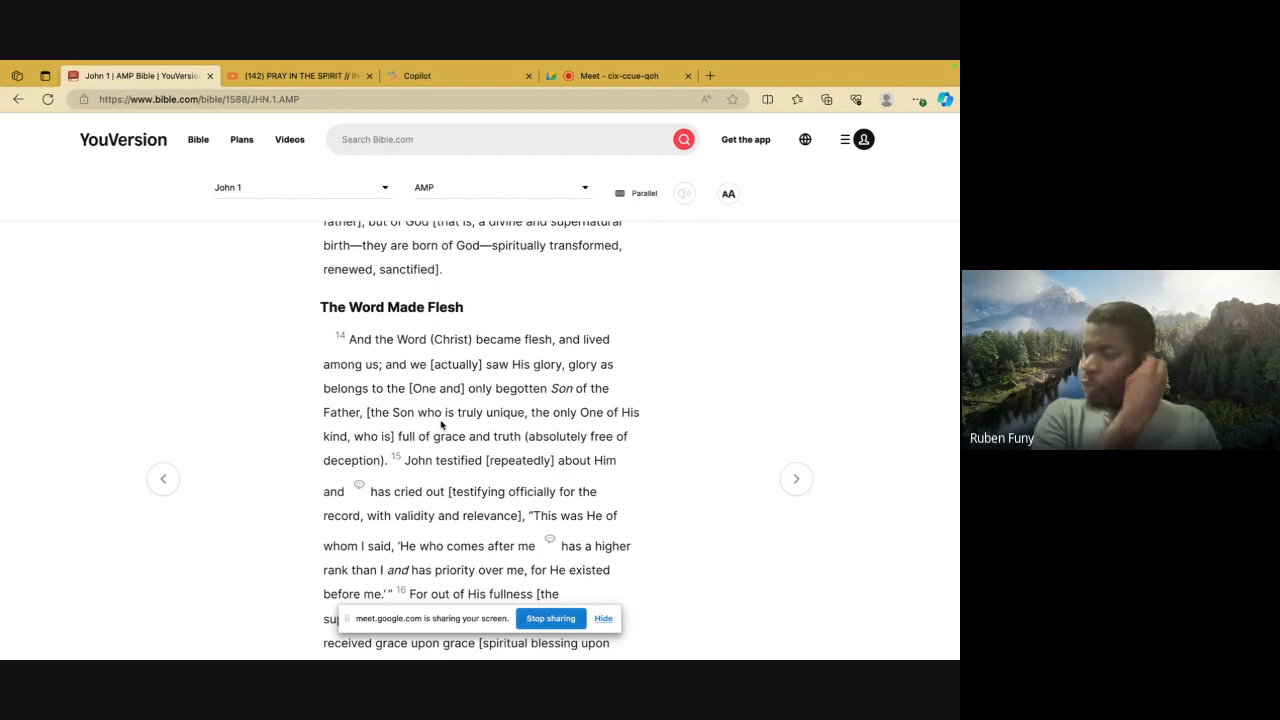 John 1 | AMP Bible | YouVersio
(142) PRAY IN THE SPIRIT // IN
Copilot
Meet - cix-ccue-qoh
https://www.bible.com/bible/1588/JHN.1.AMP
YouVersion Bible Plans Videos Search Bible.com Get the app
John 1 AMP Parallel AA
father], but of God [that is, a divine and supernatural
birth—they are born of God—spiritually transformed,
renewed, sanctified].
The Word Made Flesh
14 And the Word (Christ) became flesh, and lived
among us; and we [actually] saw His glory, glory as
belongs to the [One and] only begotten Son of the
Father, [the Son who is truly unique, the only One of His
kind, who is] full of grace and truth (absolutely free of
deception). 15 John testified [repeatedly] about Him
and has cried out [testifying officially for the
record, with validity and relevance], “This was He of
whom I said, ‘He who comes after me has a higher
rank than I and has priority over me, for He existed
before me.’ ” 16 For out of His fullness [the
meet.google.com is sharing your screen. Stop sharing Hide
received grace upon grace [spiritual blessing upon
Ruben Funy